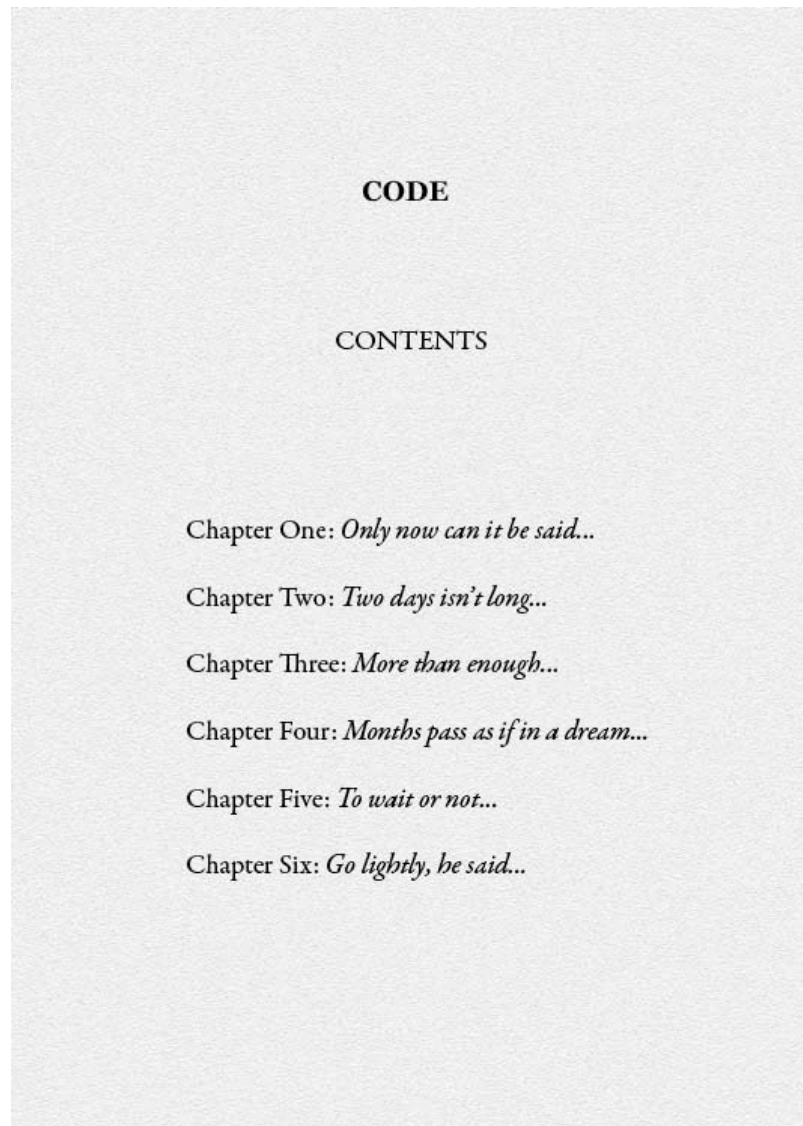 CODE
CONTENTS
Chapter One: Only now can it be said...
Chapter Two: Two days isn’t long...
Chapter Three: More than enough...
Chapter Four: Months pass as if in a dream...
Chapter Five: To wait or not...
Chapter Six: Go lightly, he said...